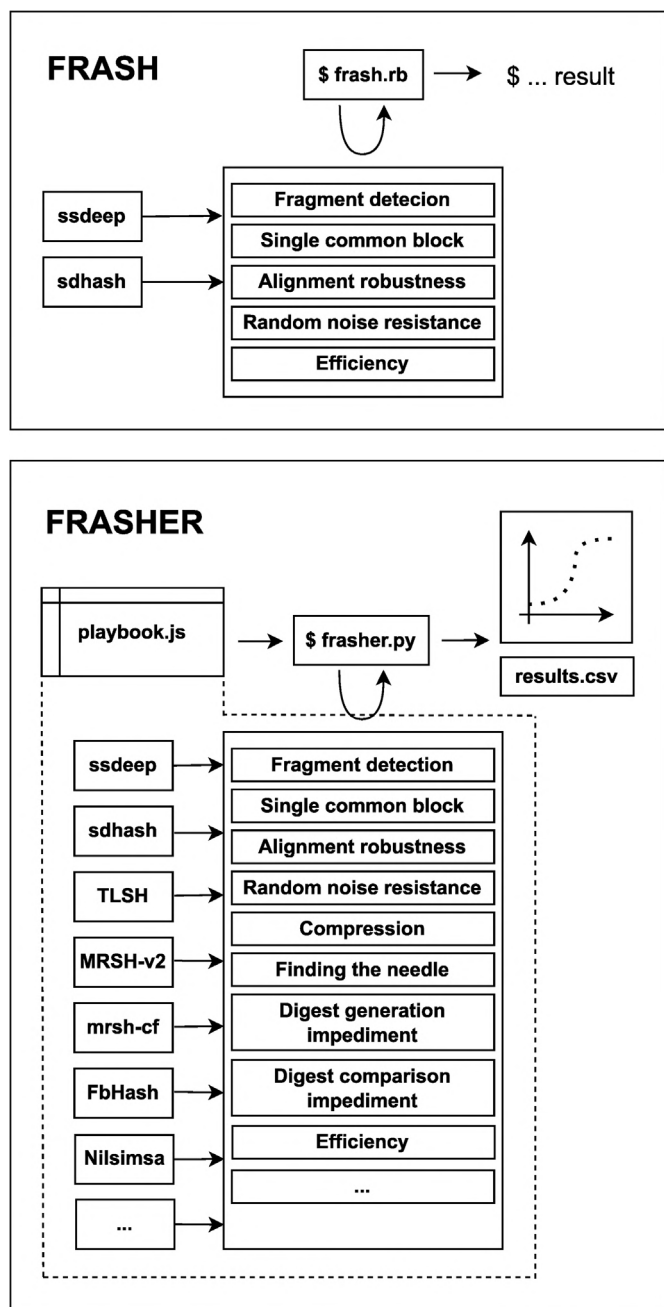 FRASH
$ frash.rb
$ ... result
ssdeep
sdhash
Fragment detecion
Single common block
Alignment robustness
Random noise resistance
Efficiency
FRASHER
playbook.js
$ frasher.py
results.csv
ssdeep
sdhash
TLSH
MRSH-v2
mrsh-cf
FbHash
Nilsimsa
...
Fragment detection
Single common block
Alignment robustness
Random noise resistance
Compression
Finding the needle
Digest generation
impediment
Digest comparison
impediment
Efficiency
...